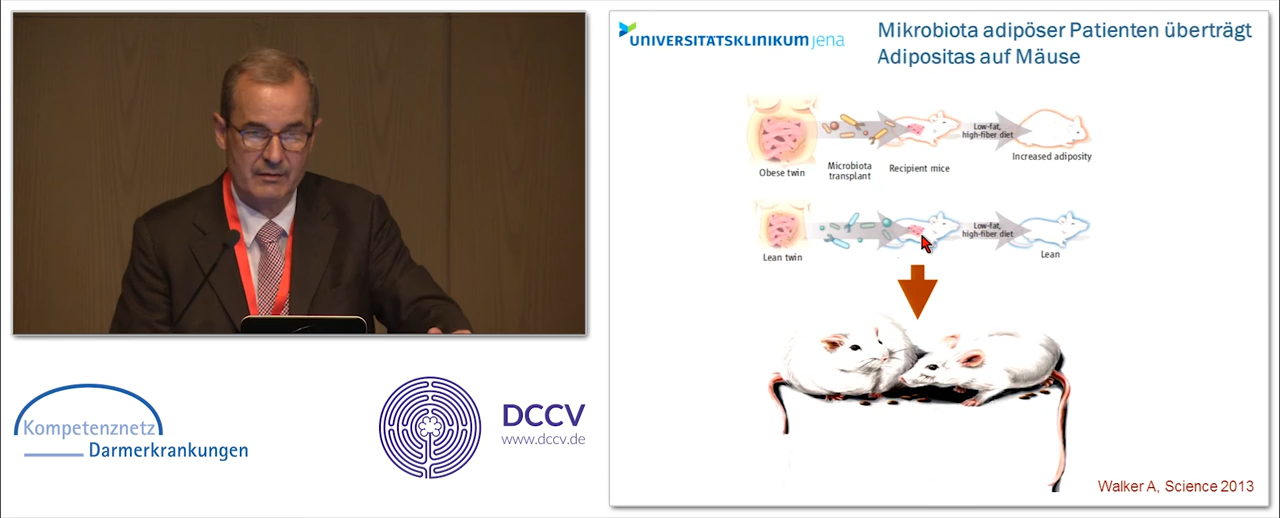 UNIVERSITÄTSKLINIKUM jena
Mikrobiota adipöser Patienten überträgt
Adipositas auf Mäuse
Obese twin
Microbiota
transplant
Recipient mice
Low-fat,
high-fiber diet
Increased adiposity
Lean twin
Low-fat,
high-fiber diet
Lean
Walker A, Science 2013
Kompetenznetz
Darmerkrankungen
DCCV
www.dccv.de